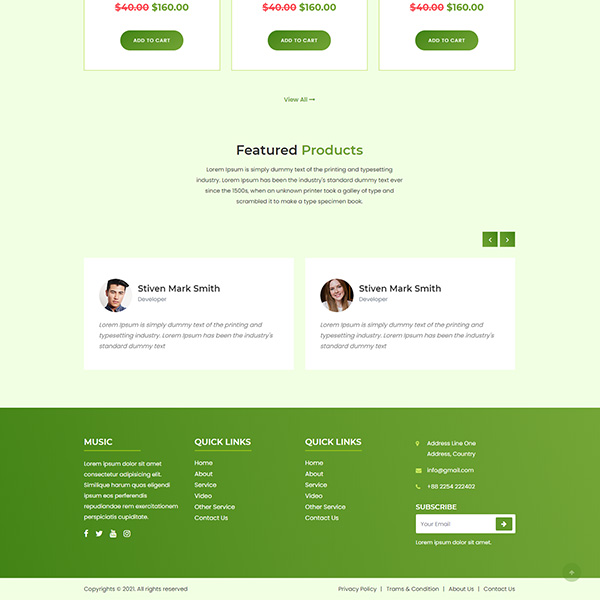 $40.00 $160.00 $40.00 $160.00 $40.00 $160.00
ADD TO CART ADD TO CART ADD TO CART
View All
Featured Products
Lorem Ipsum is simply dummy text of the printing and typesetting
industry. Lorem Ipsum has been the industry's standard dummy text ever
since the 1500s, when an unknown printer took a galley of type and
scrambled it to make a type specimen book.
Stiven Mark Smith
Developer
Lorem Ipsum is simply dummy text of the printing and
typesetting industry. Lorem Ipsum has been the industry's
standard dummy text
Stiven Mark Smith
Developer
Lorem Ipsum is simply dummy text of the printing and
typesetting industry. Lorem Ipsum has been the industry's
standard dummy text
MUSIC
Lorem ipsum dolor sit amet
consectetur adipisicing elit.
Similique harum quas eligendi
ipsum eos perferendis
repudiandae rem exercitationem
perspiciatis cupiditate.
QUICK LINKS
Home
About
Service
Video
Other Service
Contact Us
QUICK LINKS
Home
About
Service
Video
Other Service
Contact Us
Address Line One
Address, Country
info@gmail.com
+88 2254 222402
SUBSCRIBE
Your Email
Lorem ipsum dolor sit amet.
Copyrights © 2021. All rights reserved
Privacy Policy | Trams & Condition | About Us | Contact Us